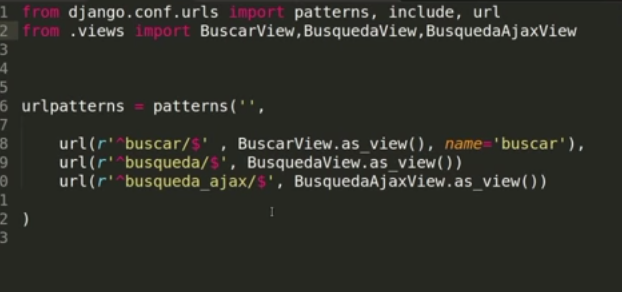 1 from django.conf.urls import patterns, include, url
2 from .views import BuscarView,BusquedaView,BusquedaAjaxView
3
4
5
6 urlpatterns = patterns('',
7
8 url(r'^buscar/$' , BuscarView.as_view(), name='buscar'),
9 url(r'^busqueda/$', BusquedaView.as_view())
0 url(r'^busqueda_ajax/$', BusquedaAjaxView.as_view())
1
2 )
3